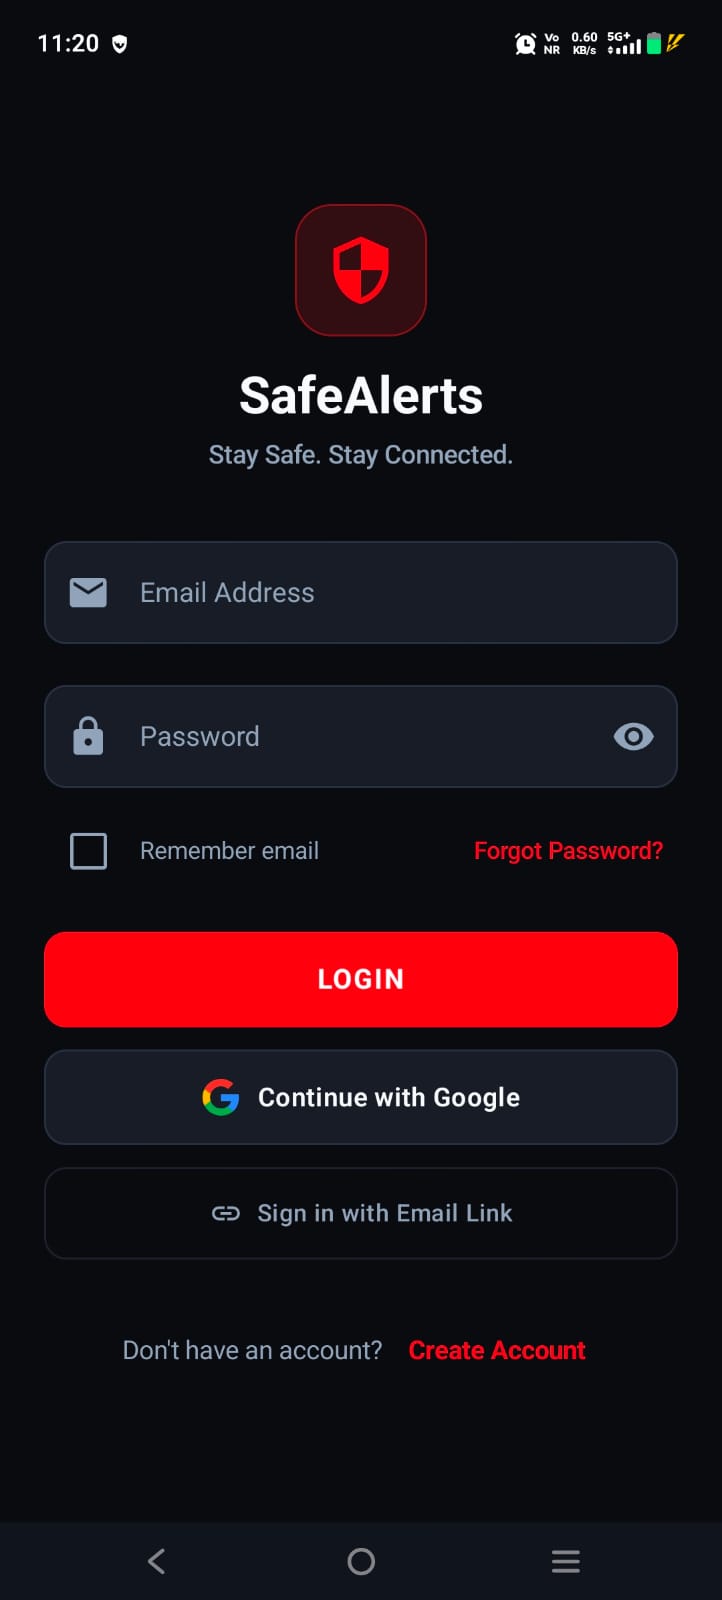 11:20
Vo NR 0.60 KB/s 5G+
SafeAlerts
Stay Safe. Stay Connected.
Email Address
Password
Remember email Forgot Password?
LOGIN
Continue with Google
Sign in with Email Link
Don't have an account? Create Account